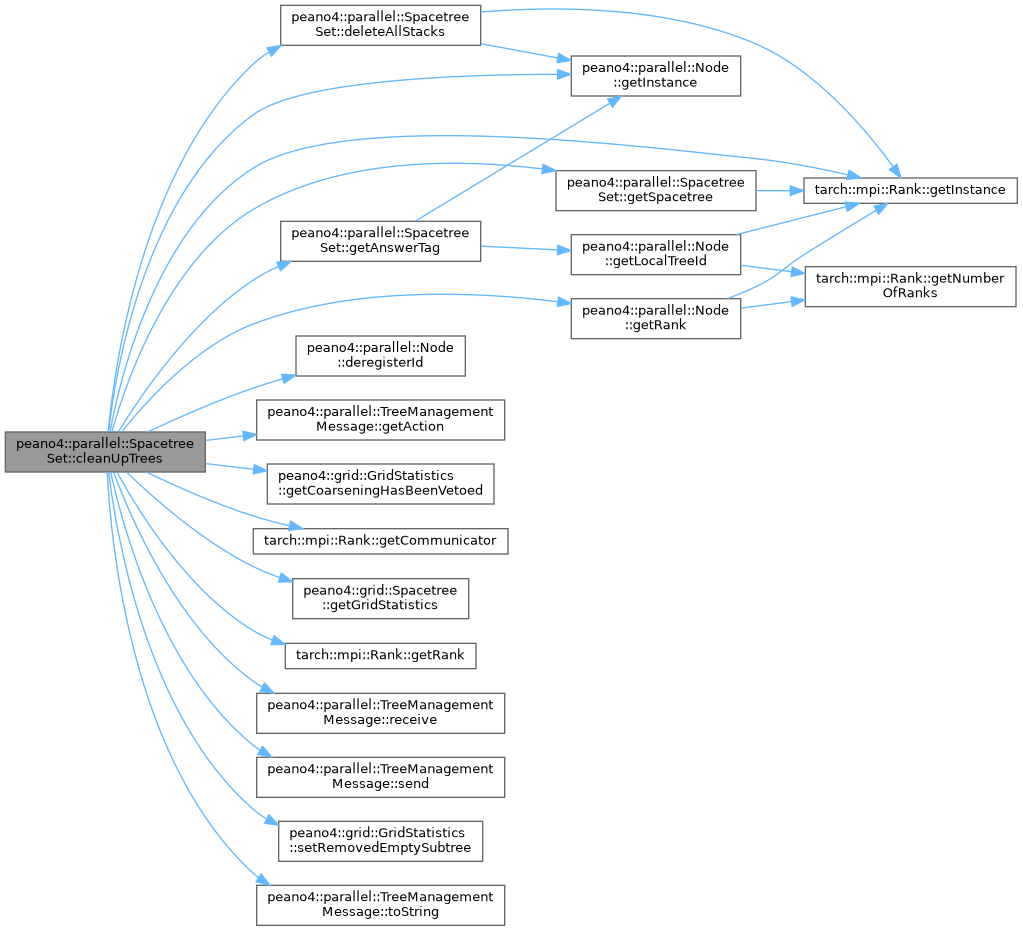 peano4::parallel::Spacetree
Set::deleteAllStacks
peano4::parallel::Node
::getInstance
peano4::parallel::Spacetree
Set::getSpacetree
tarch::mpi::Rank::getInstance
peano4::parallel::Spacetree
Set::getAnswerTag
peano4::parallel::Node
::getLocalTreeId
tarch::mpi::Rank::getNumber
OfRanks
peano4::parallel::Node
::getRank
peano4::parallel::Node
::deregisterId
peano4::parallel::TreeManagement
Message::getAction
peano4::parallel::Spacetree
Set::cleanUpTrees
peano4::grid::GridStatistics
::getCoarseningHasBeenVetoed
tarch::mpi::Rank::getCommunicator
peano4::grid::Spacetree
::getGridStatistics
tarch::mpi::Rank::getRank
peano4::parallel::TreeManagement
Message::receive
peano4::parallel::TreeManagement
Message::send
peano4::grid::GridStatistics
::setRemovedEmptySubtree
peano4::parallel::TreeManagement
Message::toString